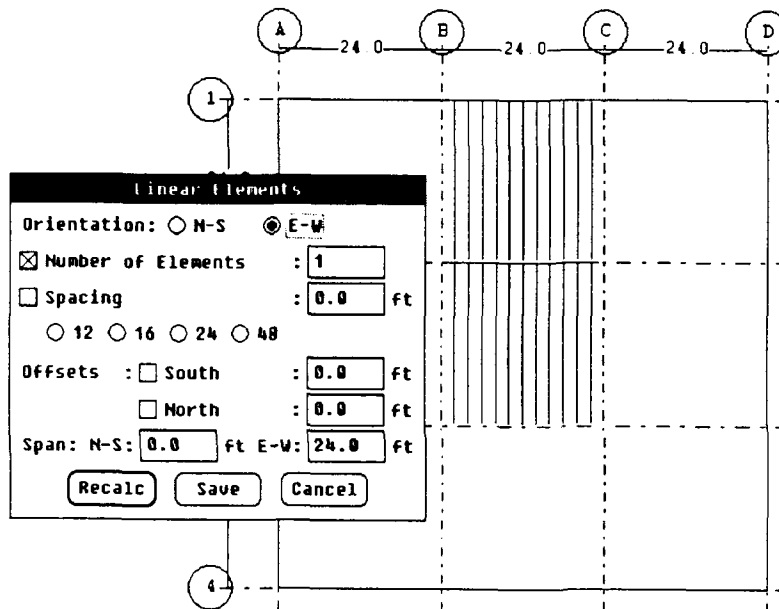 A B C D
24.0 24.0 24.0
1
Linear Elements
Orientation: N-S E-W
Number of Elements : 1
Spacing : 0.0 ft
12 16 24 48
Offsets : South : 0.0 ft
North : 0.0 ft
Span: N-S: 0.0 ft E-W: 24.0 ft
Recalc Save Cancel
4